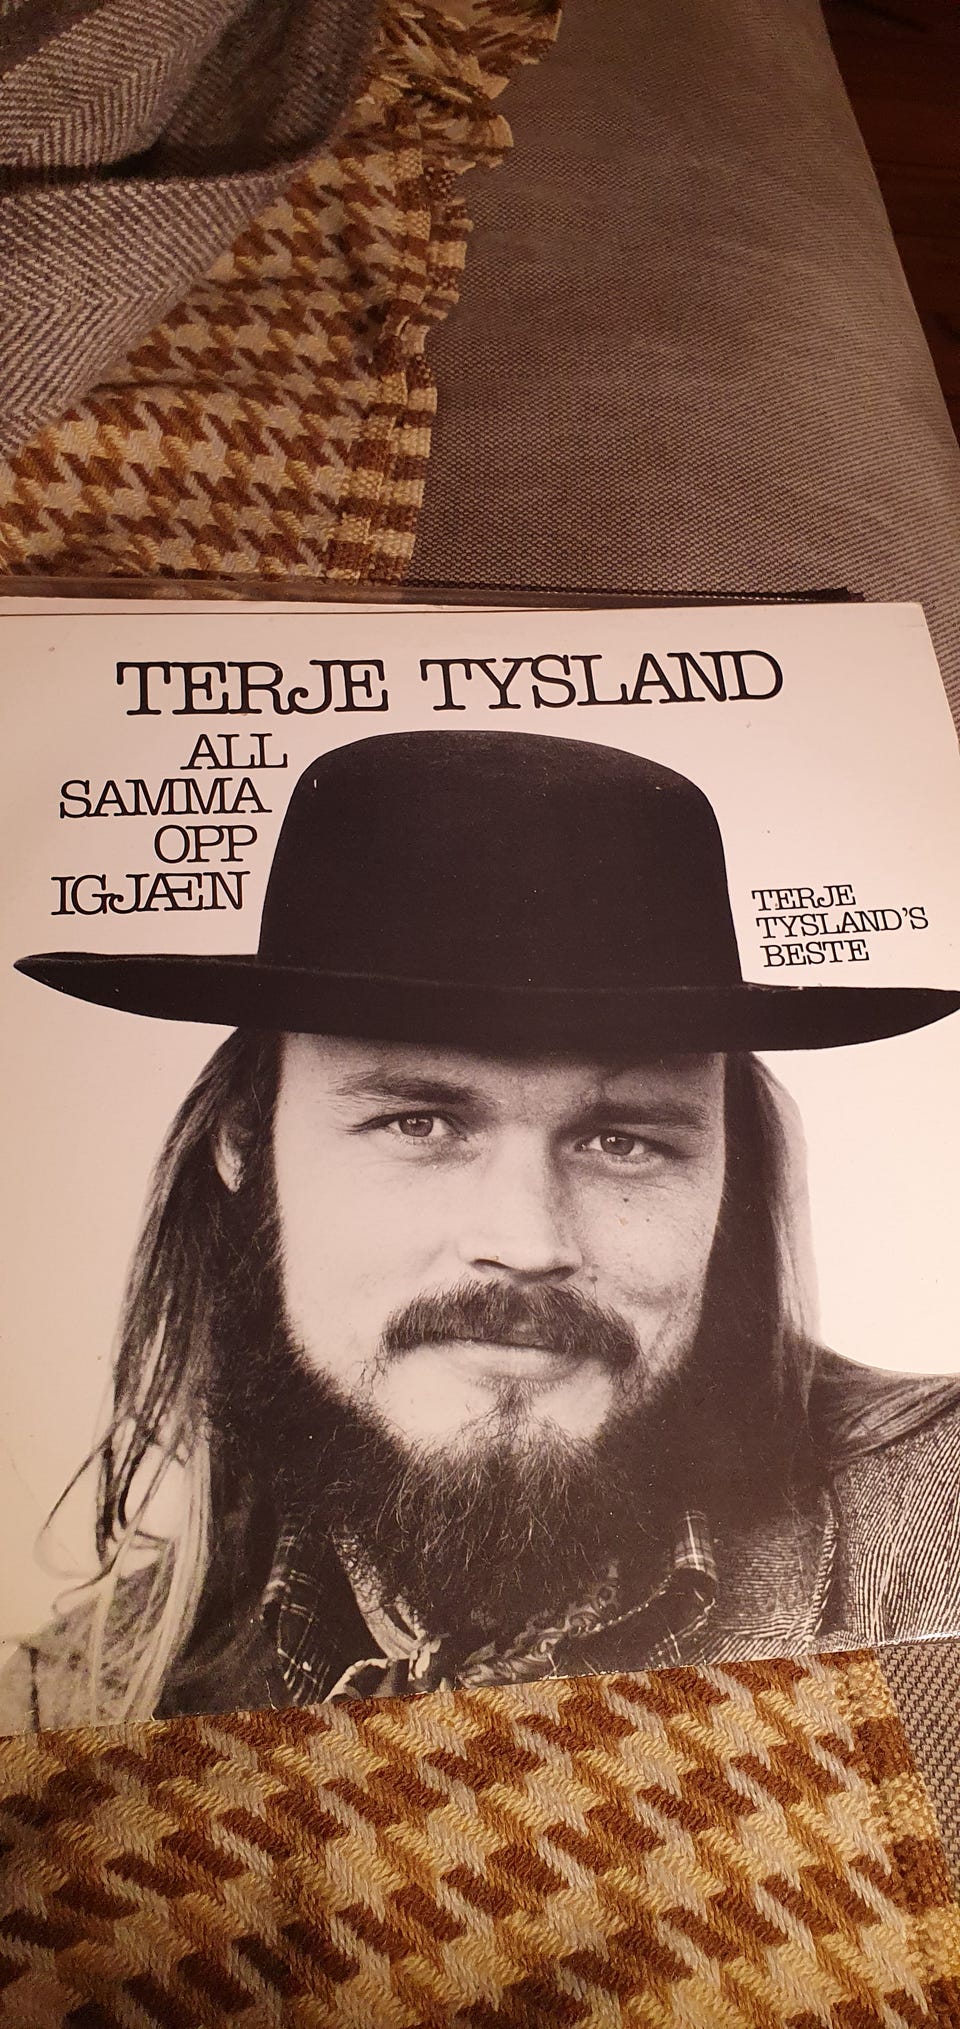 TERJE TYSLAND
ALL
SAMMA
OPP
IGJÆN
TERJE
TYSLAND'S
BESTE